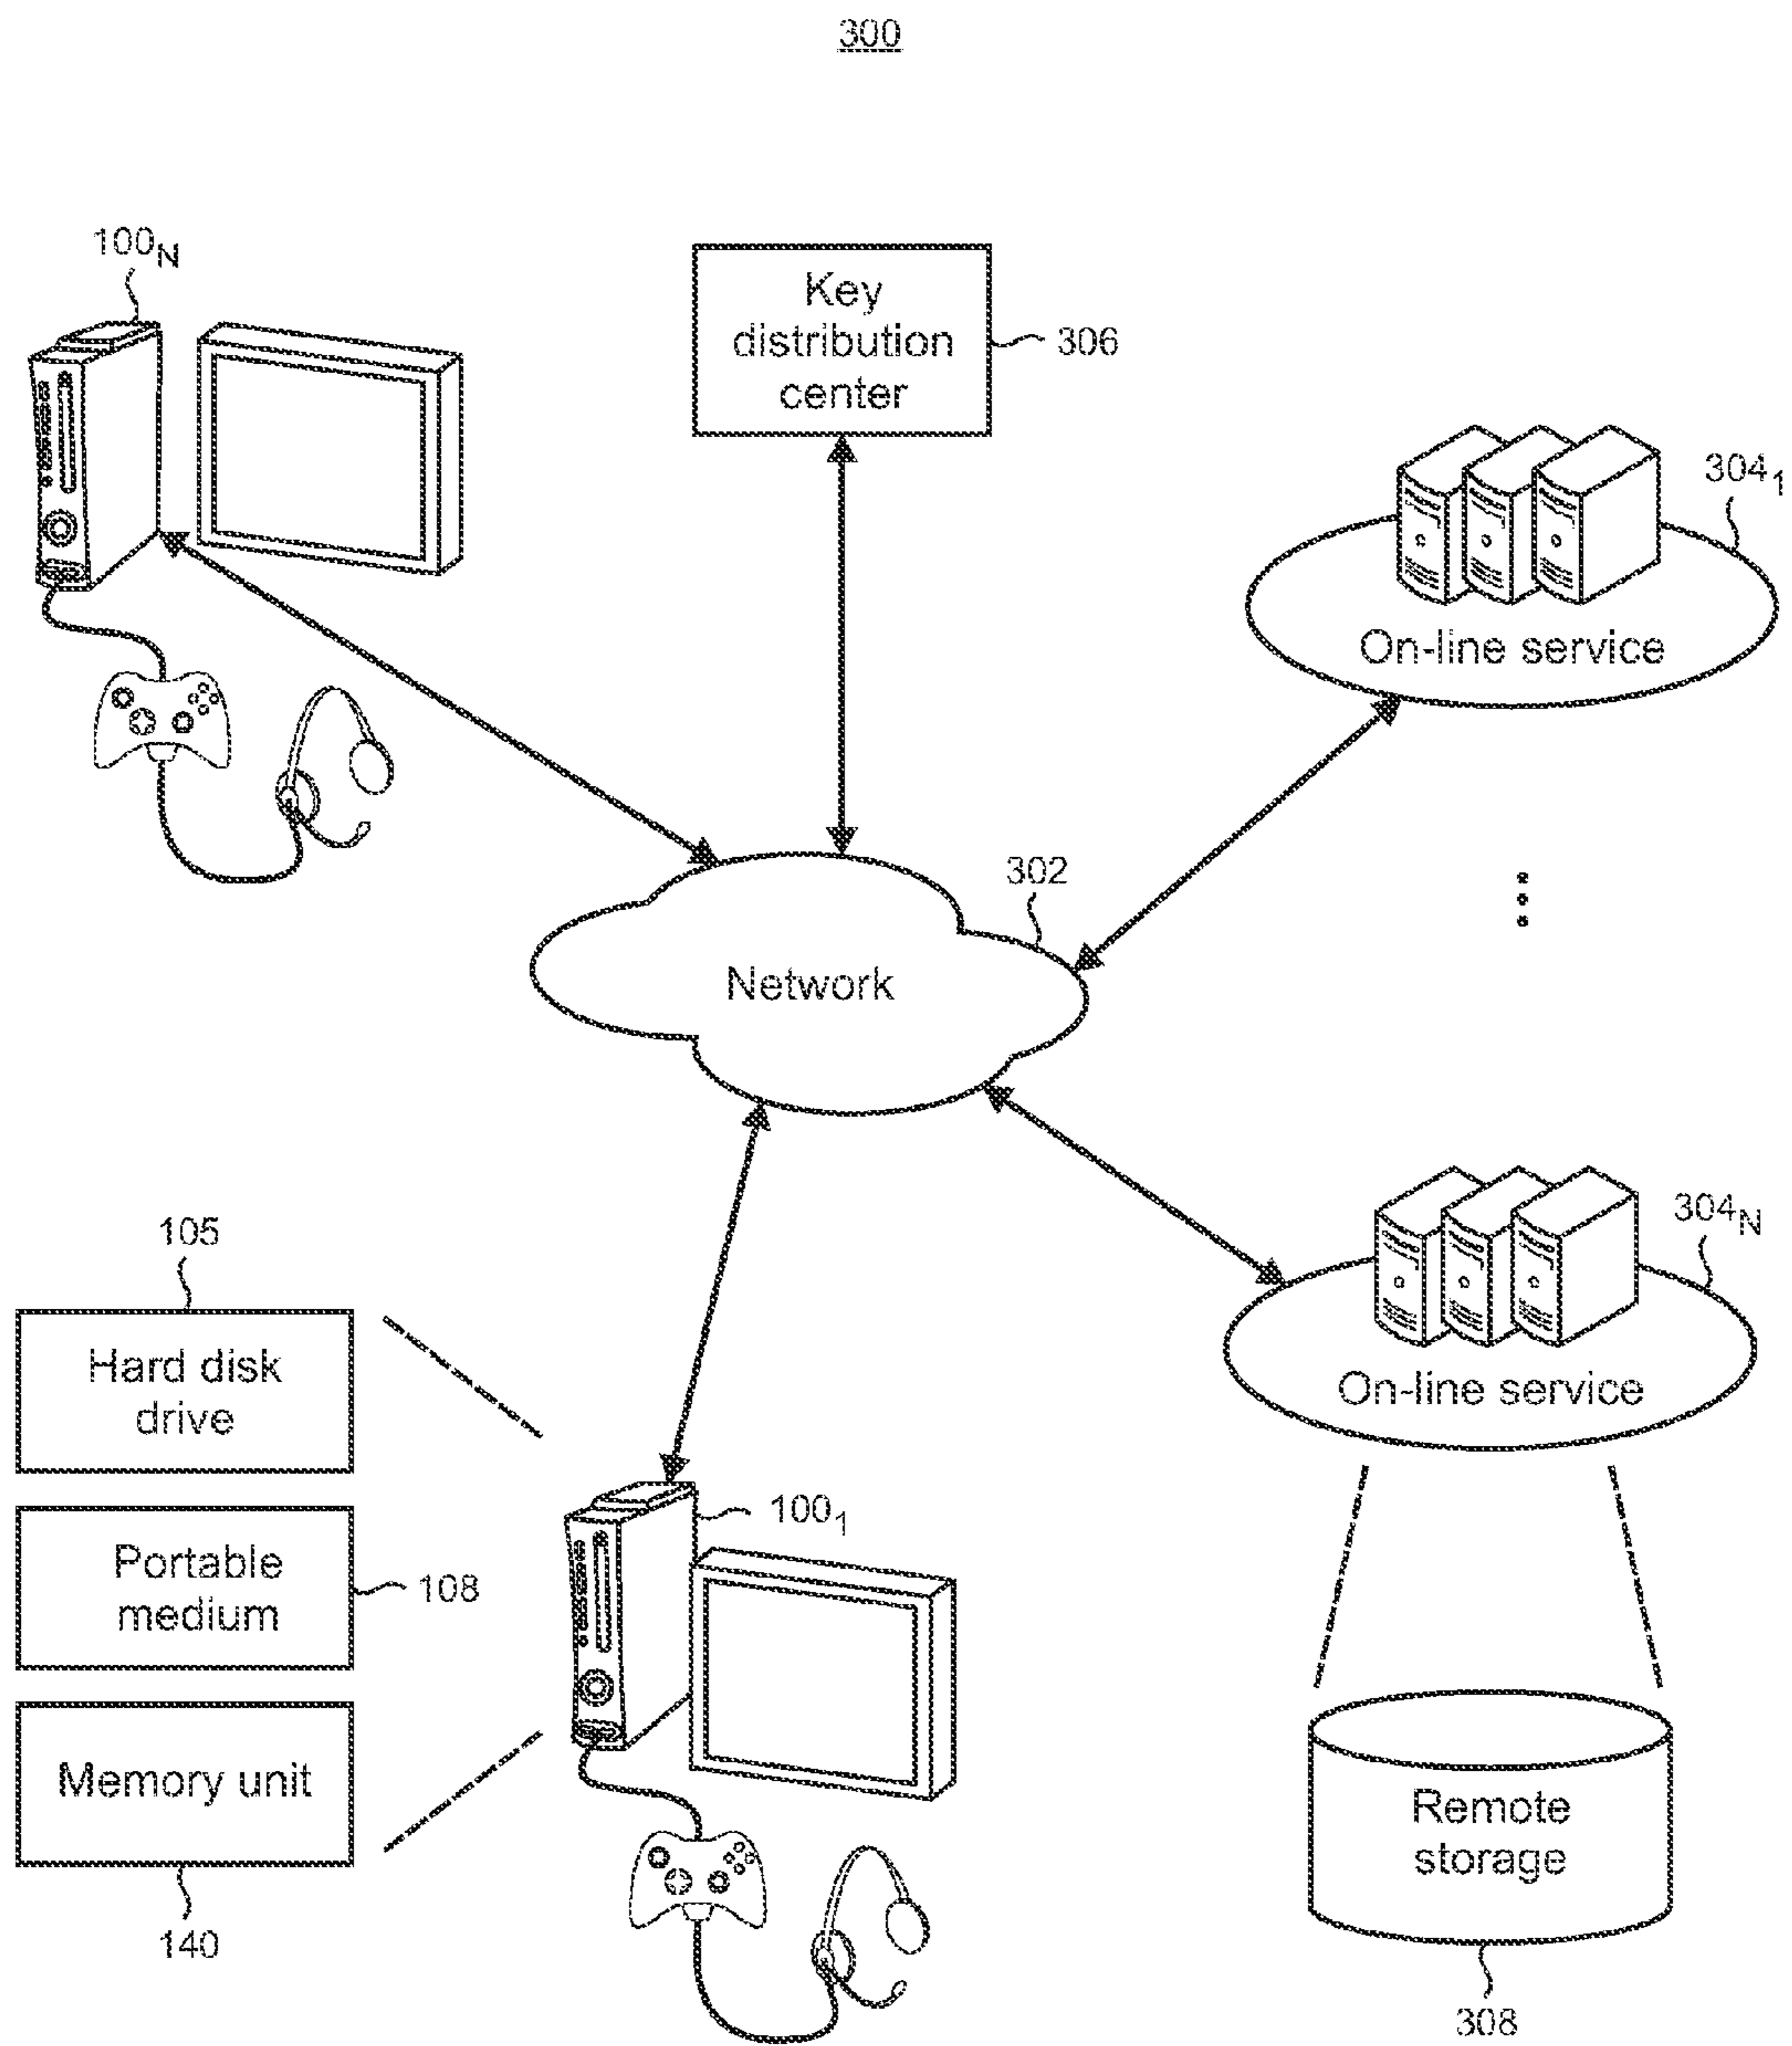 300
100N
Key
distribution
center
306
3041
On-line service
302
Network
304N
On-line service
105
Hard disk
drive
1001
Portable
medium
108
Memory unit
140
Remote
storage
308